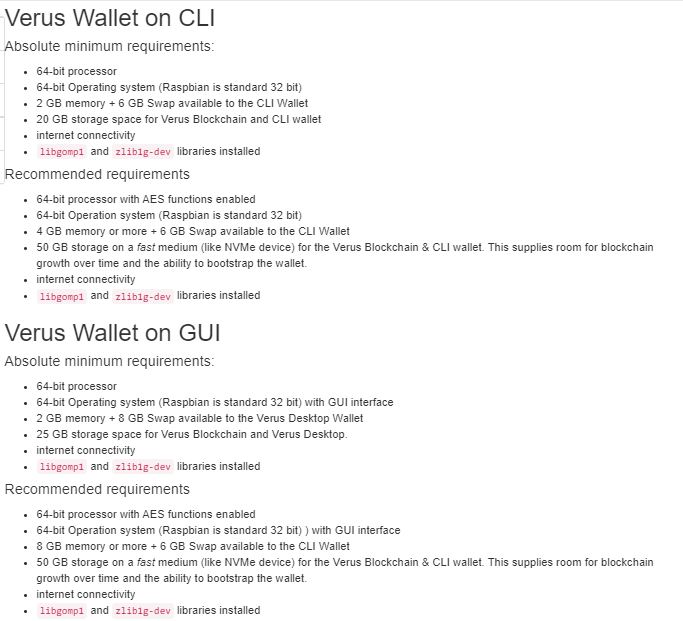 Verus Wallet on CLI
Absolute minimum requirements:
64-bit processor
64-bit Operating system (Raspbian is standard 32 bit)
2 GB memory + 6 GB Swap available to the CLI Wallet
20 GB storage space for Verus Blockchain and CLI wallet
internet connectivity
libgomp1 and zlib1g-dev libraries installed
Recommended requirements
64-bit processor with AES functions enabled
64-bit Operation system (Raspbian is standard 32 bit)
4 GB memory or more + 6 GB Swap available to the CLI Wallet
50 GB storage on a fast medium (like NVMe device) for the Verus Blockchain & CLI wallet. This supplies room for blockchain
growth over time and the ability to bootstrap the wallet.
internet connectivity
libgomp1 and zlib1g-dev libraries installed
Verus Wallet on GUI
Absolute minimum requirements:
64-bit processor
64-bit Operating system (Raspbian is standard 32 bit) with GUI interface
2 GB memory + 8 GB Swap available to the Verus Desktop Wallet
25 GB storage space for Verus Blockchain and Verus Desktop.
internet connectivity
libgomp1 and zlib1g-dev libraries installed
Recommended requirements
64-bit processor with AES functions enabled
64-bit Operation system (Raspbian is standard 32 bit) ) with GUI interface
8 GB memory or more + 6 GB Swap available to the CLI Wallet
50 GB storage on a fast medium (like NVMe device) for the Verus Blockchain & CLI wallet. This supplies room for blockchain
growth over time and the ability to bootstrap the wallet.
internet connectivity
libgomp1 and zlib1g-dev libraries installed